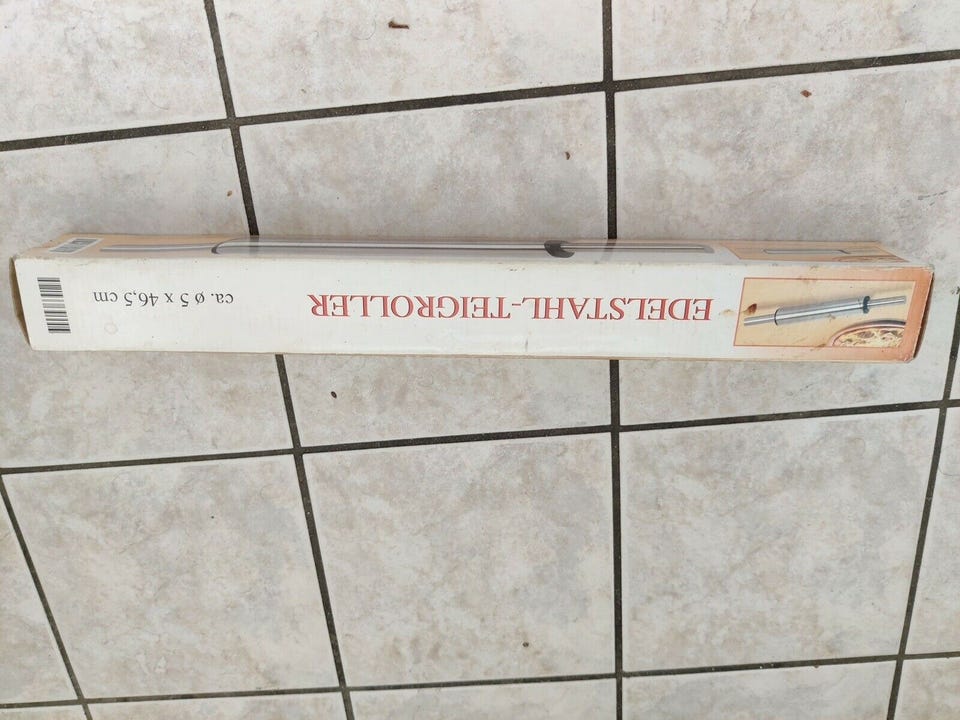 EDELSTAHL-TEIGROLLER
ca. ø 5 x 46,5 cm